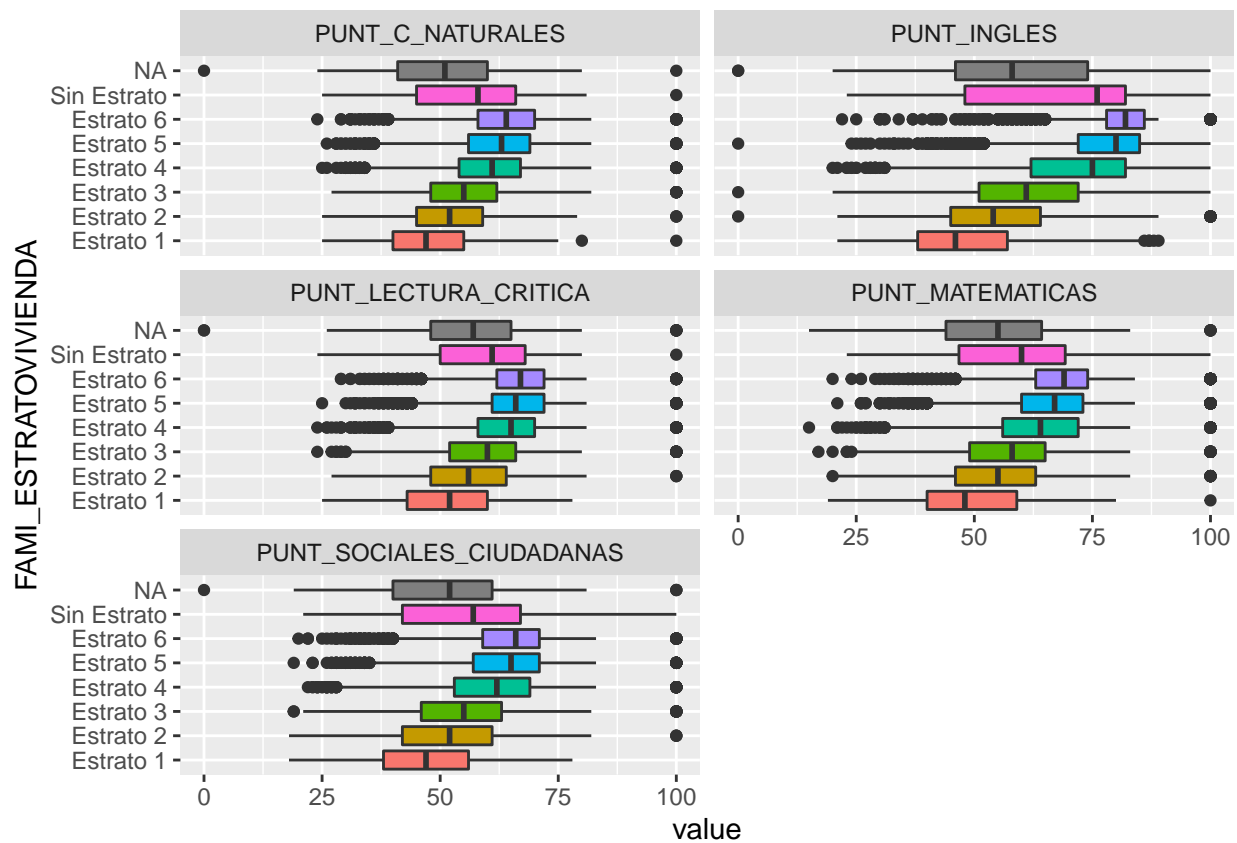 PUNT_C_NATURALES
PUNT_INGLES
NA
Sin Estrato
Estrato 6
Estrato 5
Estrato 4
Estrato 3
Estrato 2
Estrato 1
PUNT_LECTURA_CRITICA
PUNT_MATEMATICAS
NA
Sin Estrato
Estrato 6
Estrato 5
Estrato 4
Estrato 3
Estrato 2
Estrato 1
0 25 50 75 100
PUNT_SOCIALES_CIUDADANAS
NA
Sin Estrato
Estrato 6
Estrato 5
Estrato 4
Estrato 3
Estrato 2
Estrato 1
0 25 50 75 100
value
FAMI_ESTRATOVIVIENDA